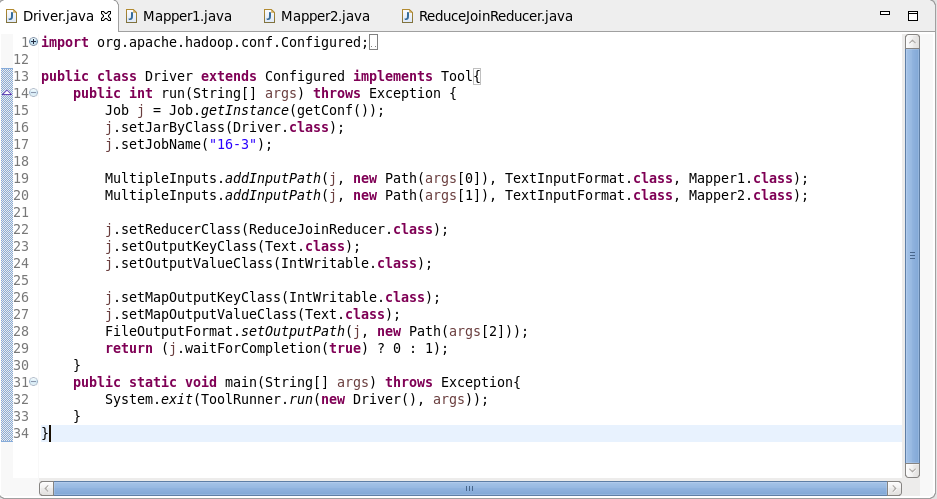 Driver.java Mapper1.java Mapper2.java ReduceJoinReducer.java
1 import org.apache.hadoop.conf.Configured;
12
13 public class Driver extends Configured implements Tool{
14     public int run(String[] args) throws Exception {
15         Job j = Job.getInstance(getConf());
16         j.setJarByClass(Driver.class);
17         j.setJobName("16-3");
18
19         MultipleInputs.addInputPath(j, new Path(args[0]), TextInputFormat.class, Mapper1.class);
20         MultipleInputs.addInputPath(j, new Path(args[1]), TextInputFormat.class, Mapper2.class);
21
22         j.setReducerClass(ReduceJoinReducer.class);
23         j.setOutputKeyClass(Text.class);
24         j.setOutputValueClass(IntWritable.class);
25
26         j.setMapOutputKeyClass(IntWritable.class);
27         j.setMapOutputValueClass(Text.class);
28         FileOutputFormat.setOutputPath(j, new Path(args[2]));
29         return (j.waitForCompletion(true) ? 0 : 1);
30     }
31     public static void main(String[] args) throws Exception{
32         System.exit(ToolRunner.run(new Driver(), args));
33     }
34 }